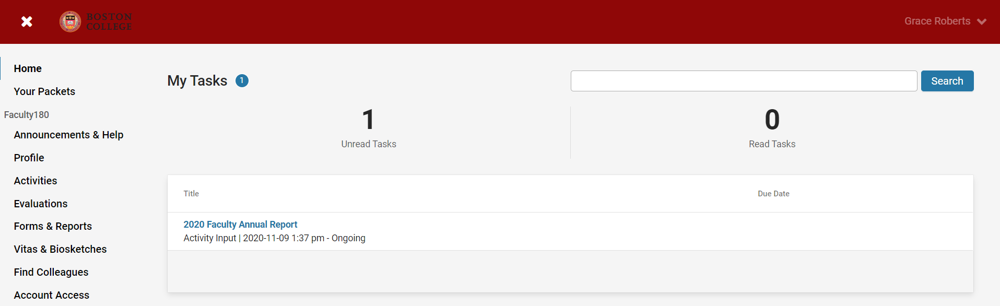 BOSTON
COLLEGE
Grace Roberts
Home
Your Packets
Faculty180
Announcements & Help
Profile
Activities
Evaluations
Forms & Reports
Vitas & Biosketches
Find Colleagues
Account Access
My Tasks 1
Search
1
Unread Tasks
0
Read Tasks
Title Due Date
2020 Faculty Annual Report
Activity Input | 2020-11-09 1:37 pm - Ongoing